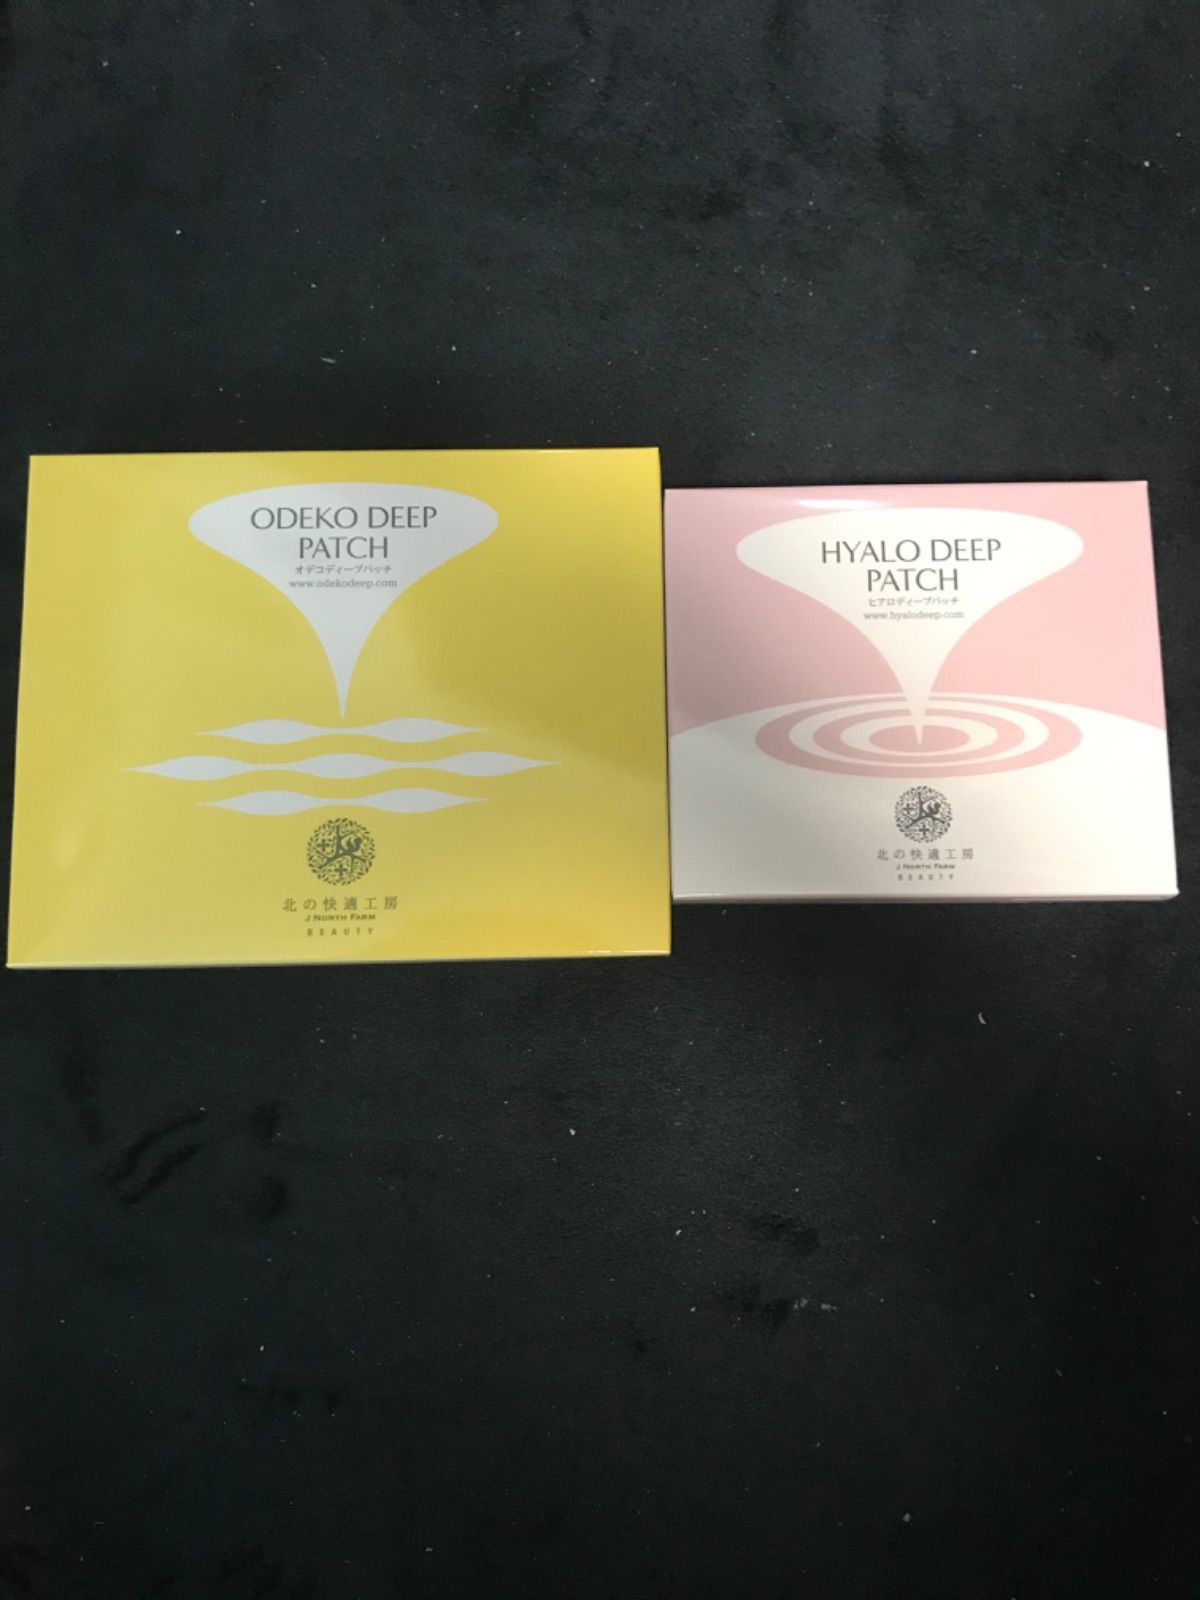 ODEKO DEEP
PATCH
オデコディープパッチ
www.odekodeep.com
北の快適工房
J NORTH FARM
BEAUTY
HYALO DEEP
PATCH
ヒアロディープパッチ
www.hyalodeep.com
北の快適工房
J NORTH FARM
BEAUTY